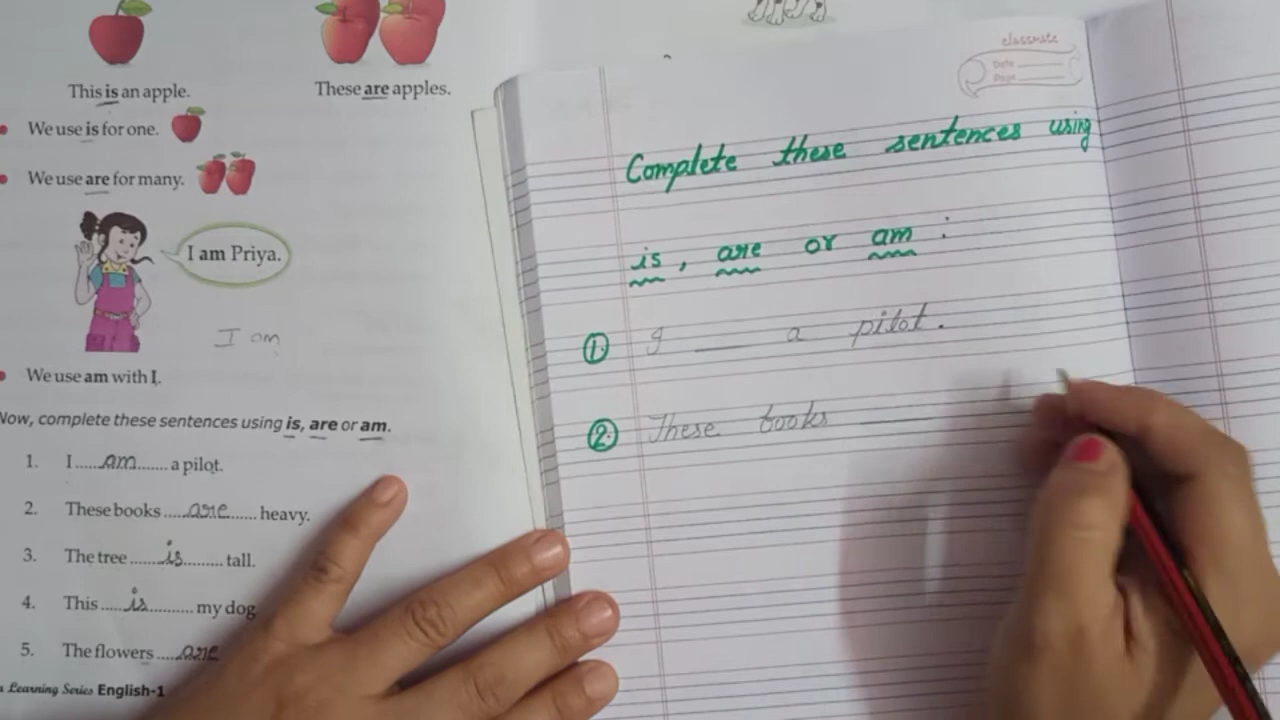 This is an apple.
These are apples.
We use is for one.
We use are for many.
I am Priya.
I am
We use am with I.
Now, complete these sentences using is, are or am.
1. I ......am....... a pilot.
2. These books .....are...... heavy.
3. The tree .......is......... tall.
4. This .....is........... my dog
5. The flowers .....are
Learning Series English-1
classmate
Date
Page
Complete these sentences using
is, are or am :
1. I ___ a pilot.
2. These books ______